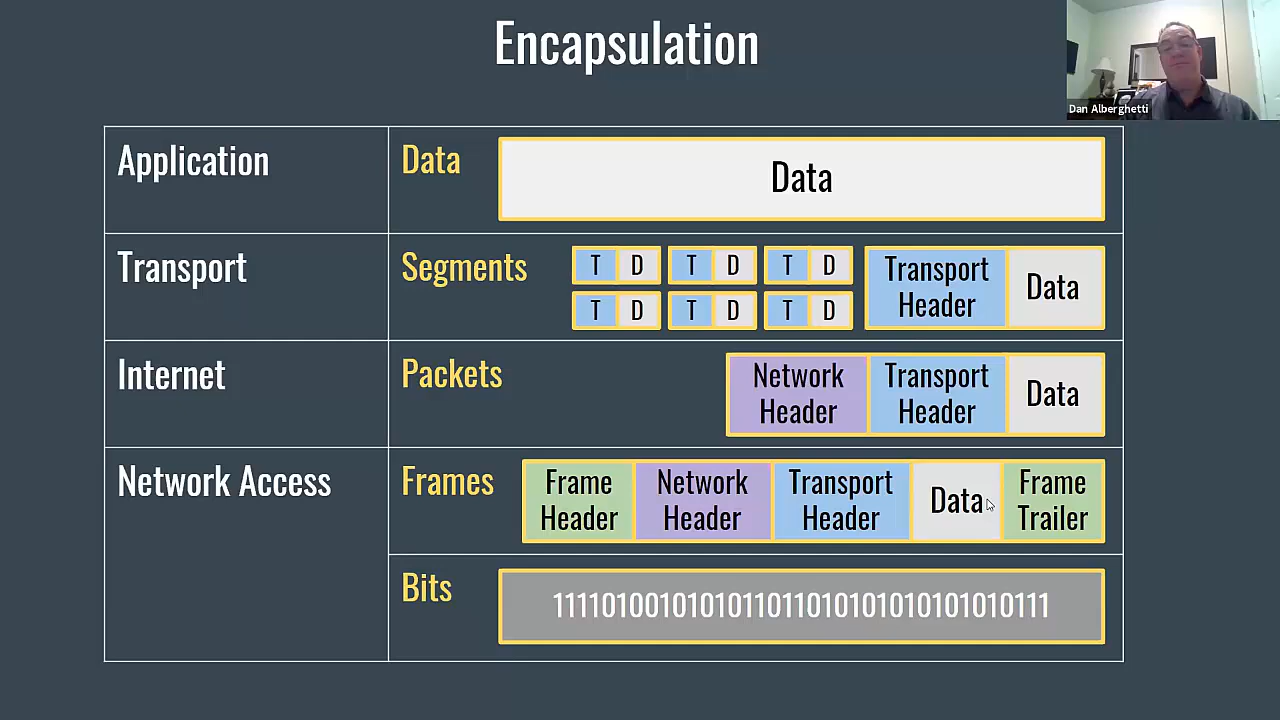 Encapsulation
Dan Alberghetti
Application
Data
Data
Transport
Segments
T D T D T D
T D T D T D
Transport
Header
Data
Internet
Packets
Network
Header
Transport
Header
Data
Network Access
Frames
Frame
Header
Network
Header
Transport
Header
Data
Frame
Trailer
Bits
1111010010101011011010101010101010111